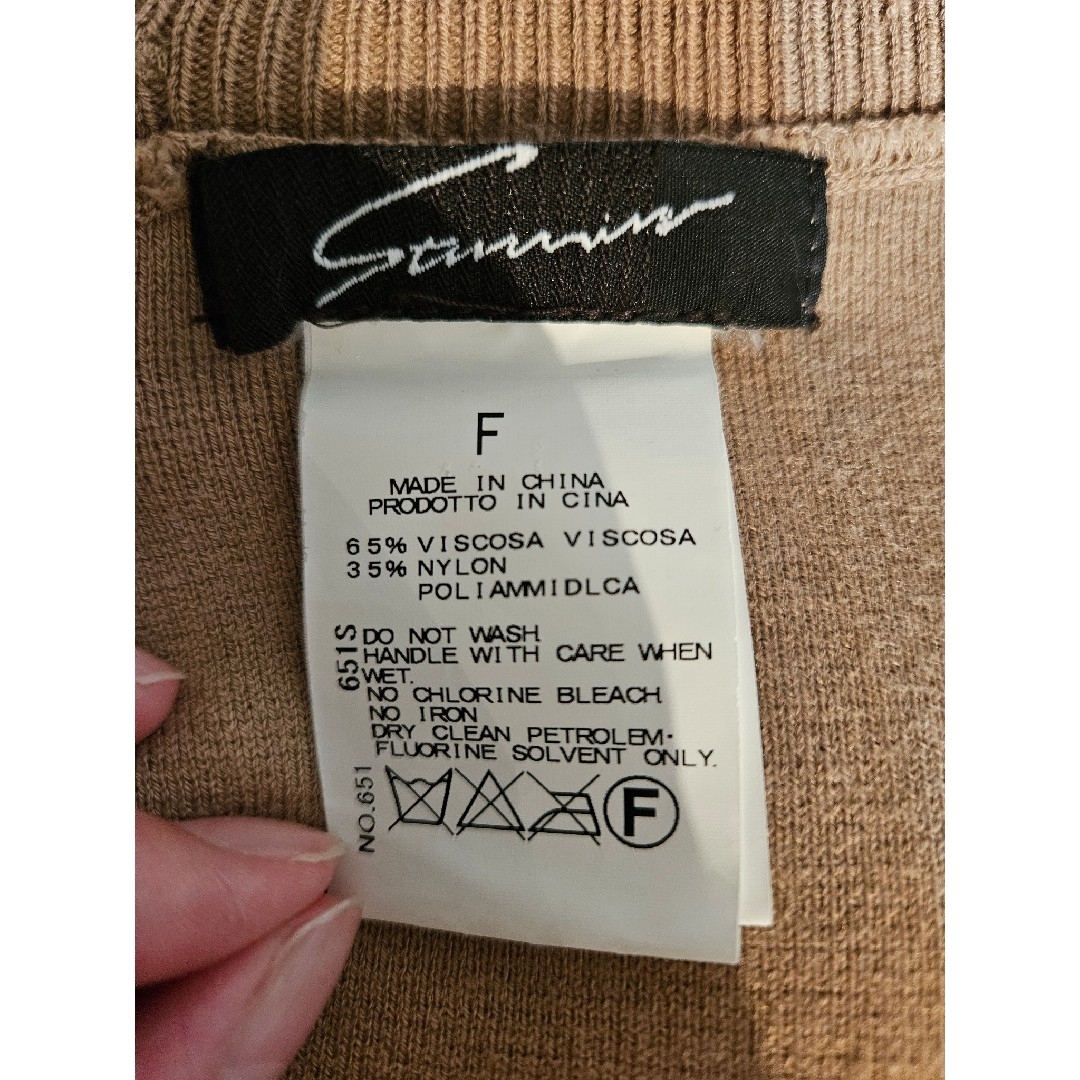 F
MADE IN CHINA
PRODOTTO IN CINA
65% VISCOSA VISCOSA
35% NYLON
POLIAMMIDLCA
DO NOT WASH
HANDLE WITH CARE WHEN
WET.
NO CHLORINE BLEACH
NO IRON
DRY CLEAN PETROLEM·
FLUORINE SOLVENT ONLY.
F
NO.651 651S